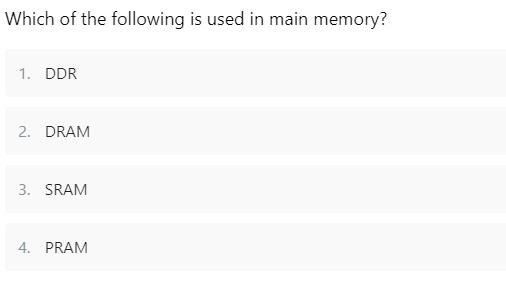 Which of the following is used in main memory?
1. DDR
2. DRAM
3. SRAM
4. PRAM